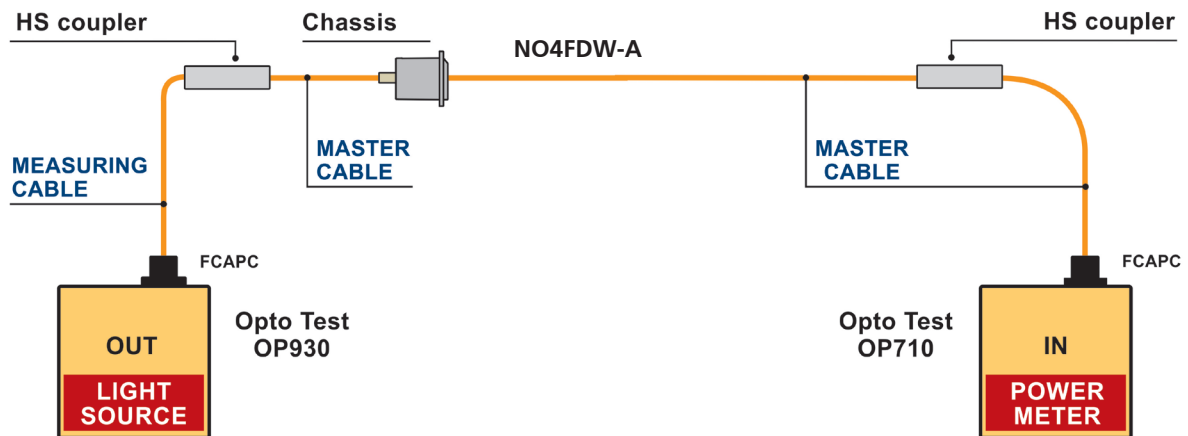 HS coupler
Chassis
NO4FDW-A
HS coupler
MEASURING
CABLE
MASTER
CABLE
MASTER
CABLE
FCAPC
FCAPC
OUT
LIGHT
SOURCE
Opto Test
OP930
Opto Test
OP710
IN
POWER
METER